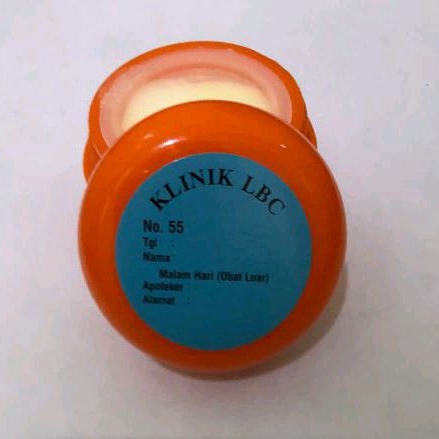 KLINIK LBC
No. 55
Tgl :
Nama :
Malam Hari (Obat Luar)
Apoteker :
Alamat :